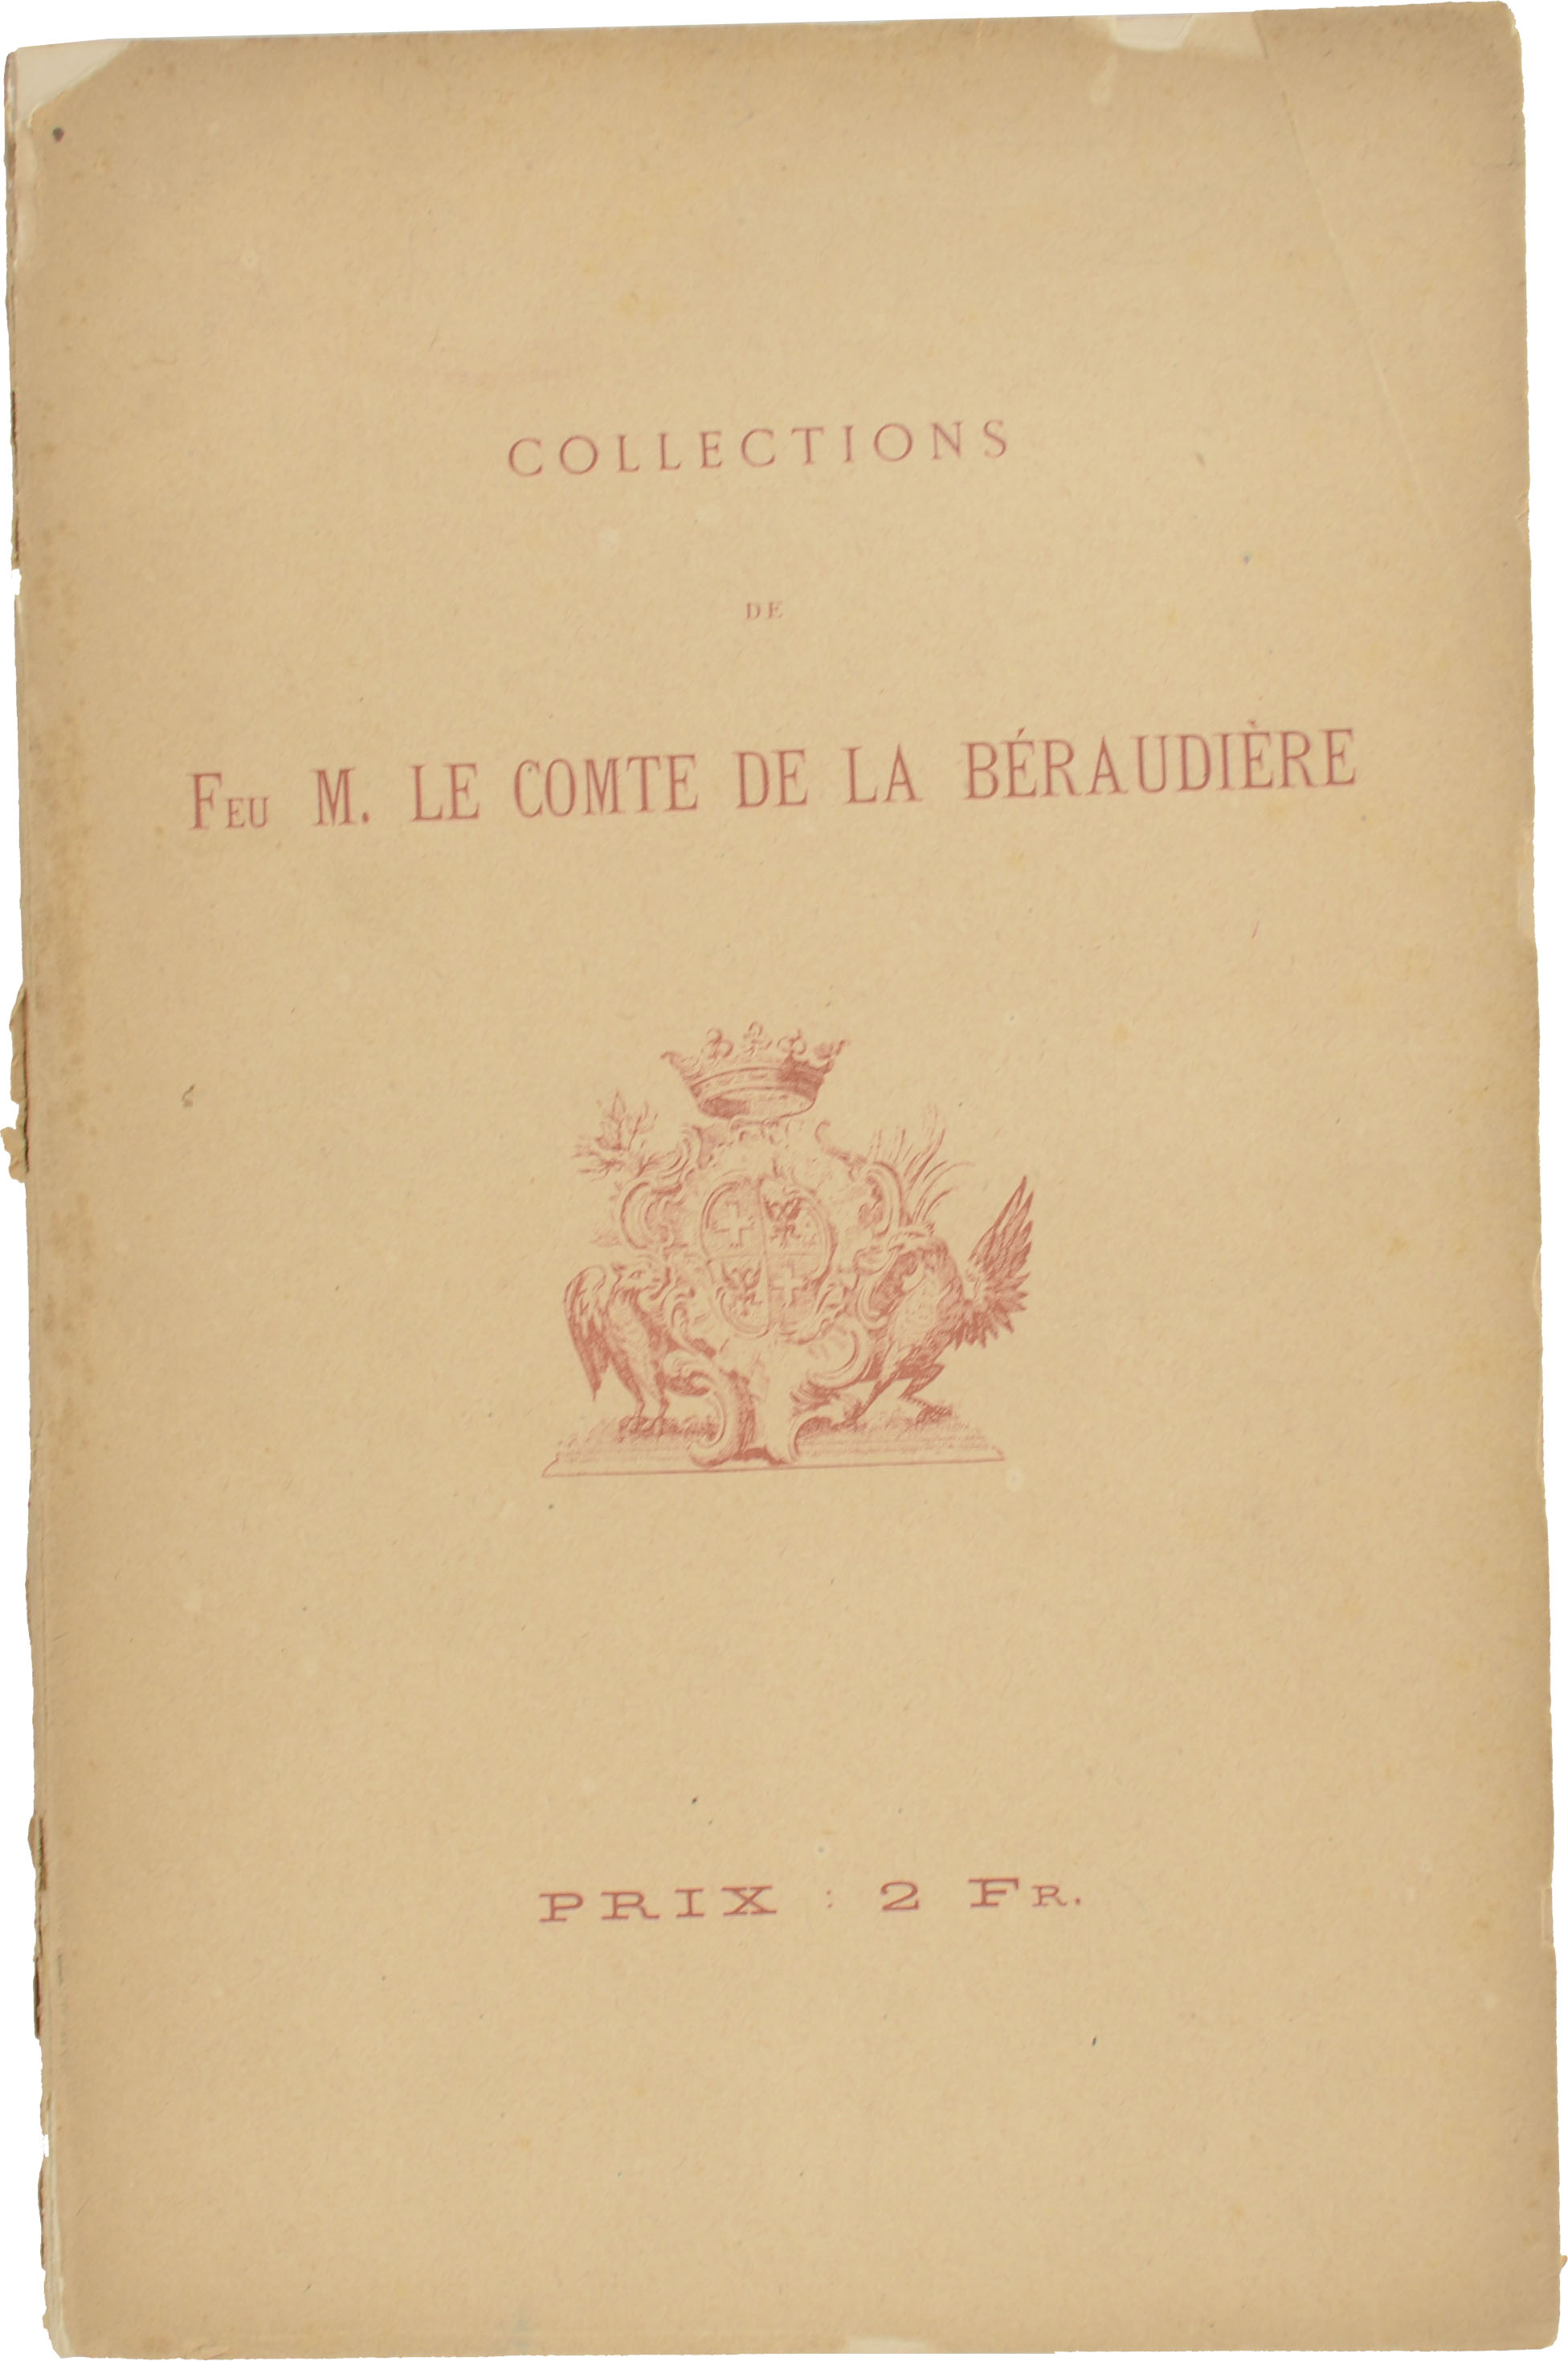 COLLECTIONS
DE
FEU M. LE COMTE DE LA BÉRAUDIÈRE
PRIX : 2 FR.